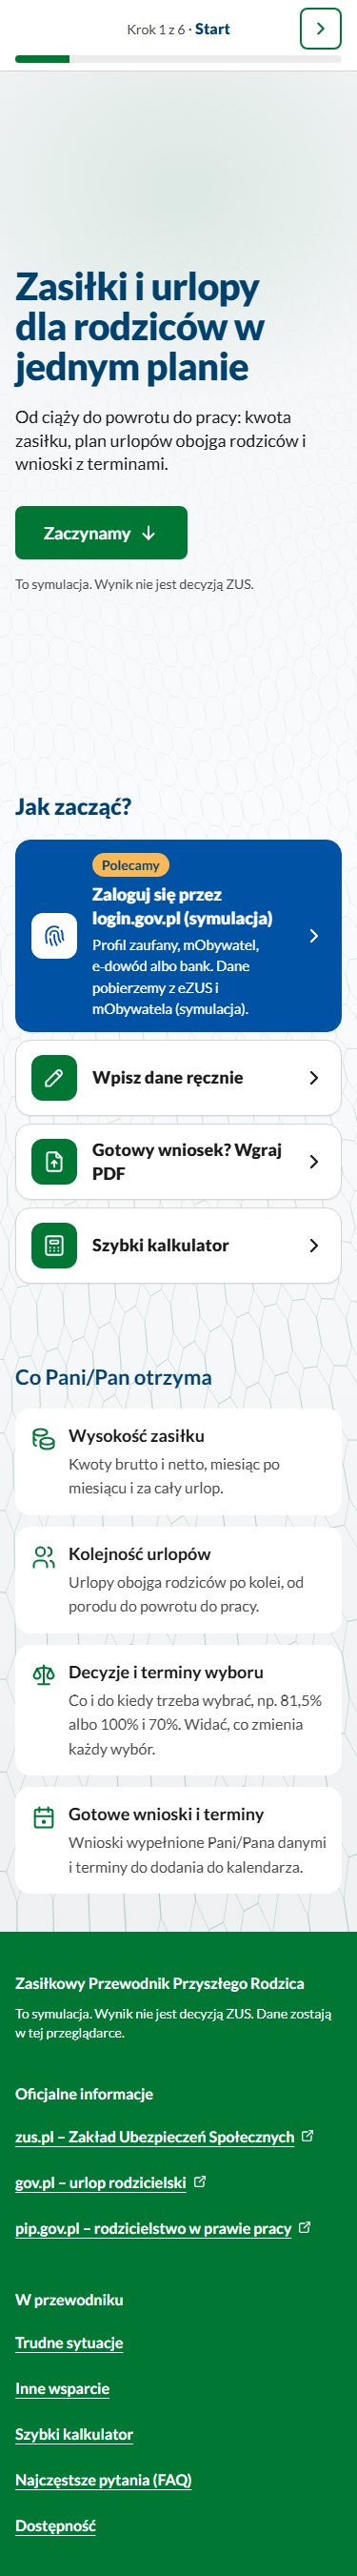 Krok 1 z 6 · Start
Zasiłki i urlopy
dla rodziców w
jednym planie
Od ciąży do powrotu do pracy: kwota
zasiłku, plan urlopów obojga rodziców i
wnioski z terminami.
Zaczynamy
To symulacja. Wynik nie jest decyzją ZUS.
Jak zacząć?
Polecamy
Zaloguj się przez
login.gov.pl (symulacja)
Profil zaufany, mObywatel,
e-dowód albo bank. Dane
pobierzemy z eZUS i
mObywatela (symulacja).
Wpisz dane ręcznie
Gotowy wniosek? Wgraj
PDF
Szybki kalkulator
Co Pani/Pan otrzyma
Wysokość zasiłku
Kwoty brutto i netto, miesiąc po
miesiącu i za cały urlop.
Kolejność urlopów
Urlopy obojga rodziców po kolei, od
porodu do powrotu do pracy.
Decyzje i terminy wyboru
Co i do kiedy trzeba wybrać, np. 81,5%
albo 100% i 70%. Widać, co zmienia
każdy wybór.
Gotowe wnioski i terminy
Wnioski wypełnione Pani/Pana danymi
i terminy do dodania do kalendarza.
Zasiłkowy Przewodnik Przyszłego Rodzica
To symulacja. Wynik nie jest decyzją ZUS. Dane zostają
w tej przeglądarce.
Oficjalne informacje
zus.pl – Zakład Ubezpieczeń Społecznych
gov.pl – urlop rodzicielski
pip.gov.pl – rodzicielstwo w prawie pracy
W przewodniku
Trudne sytuacje
Inne wsparcie
Szybki kalkulator
Najczęstsze pytania (FAQ)
Dostępność